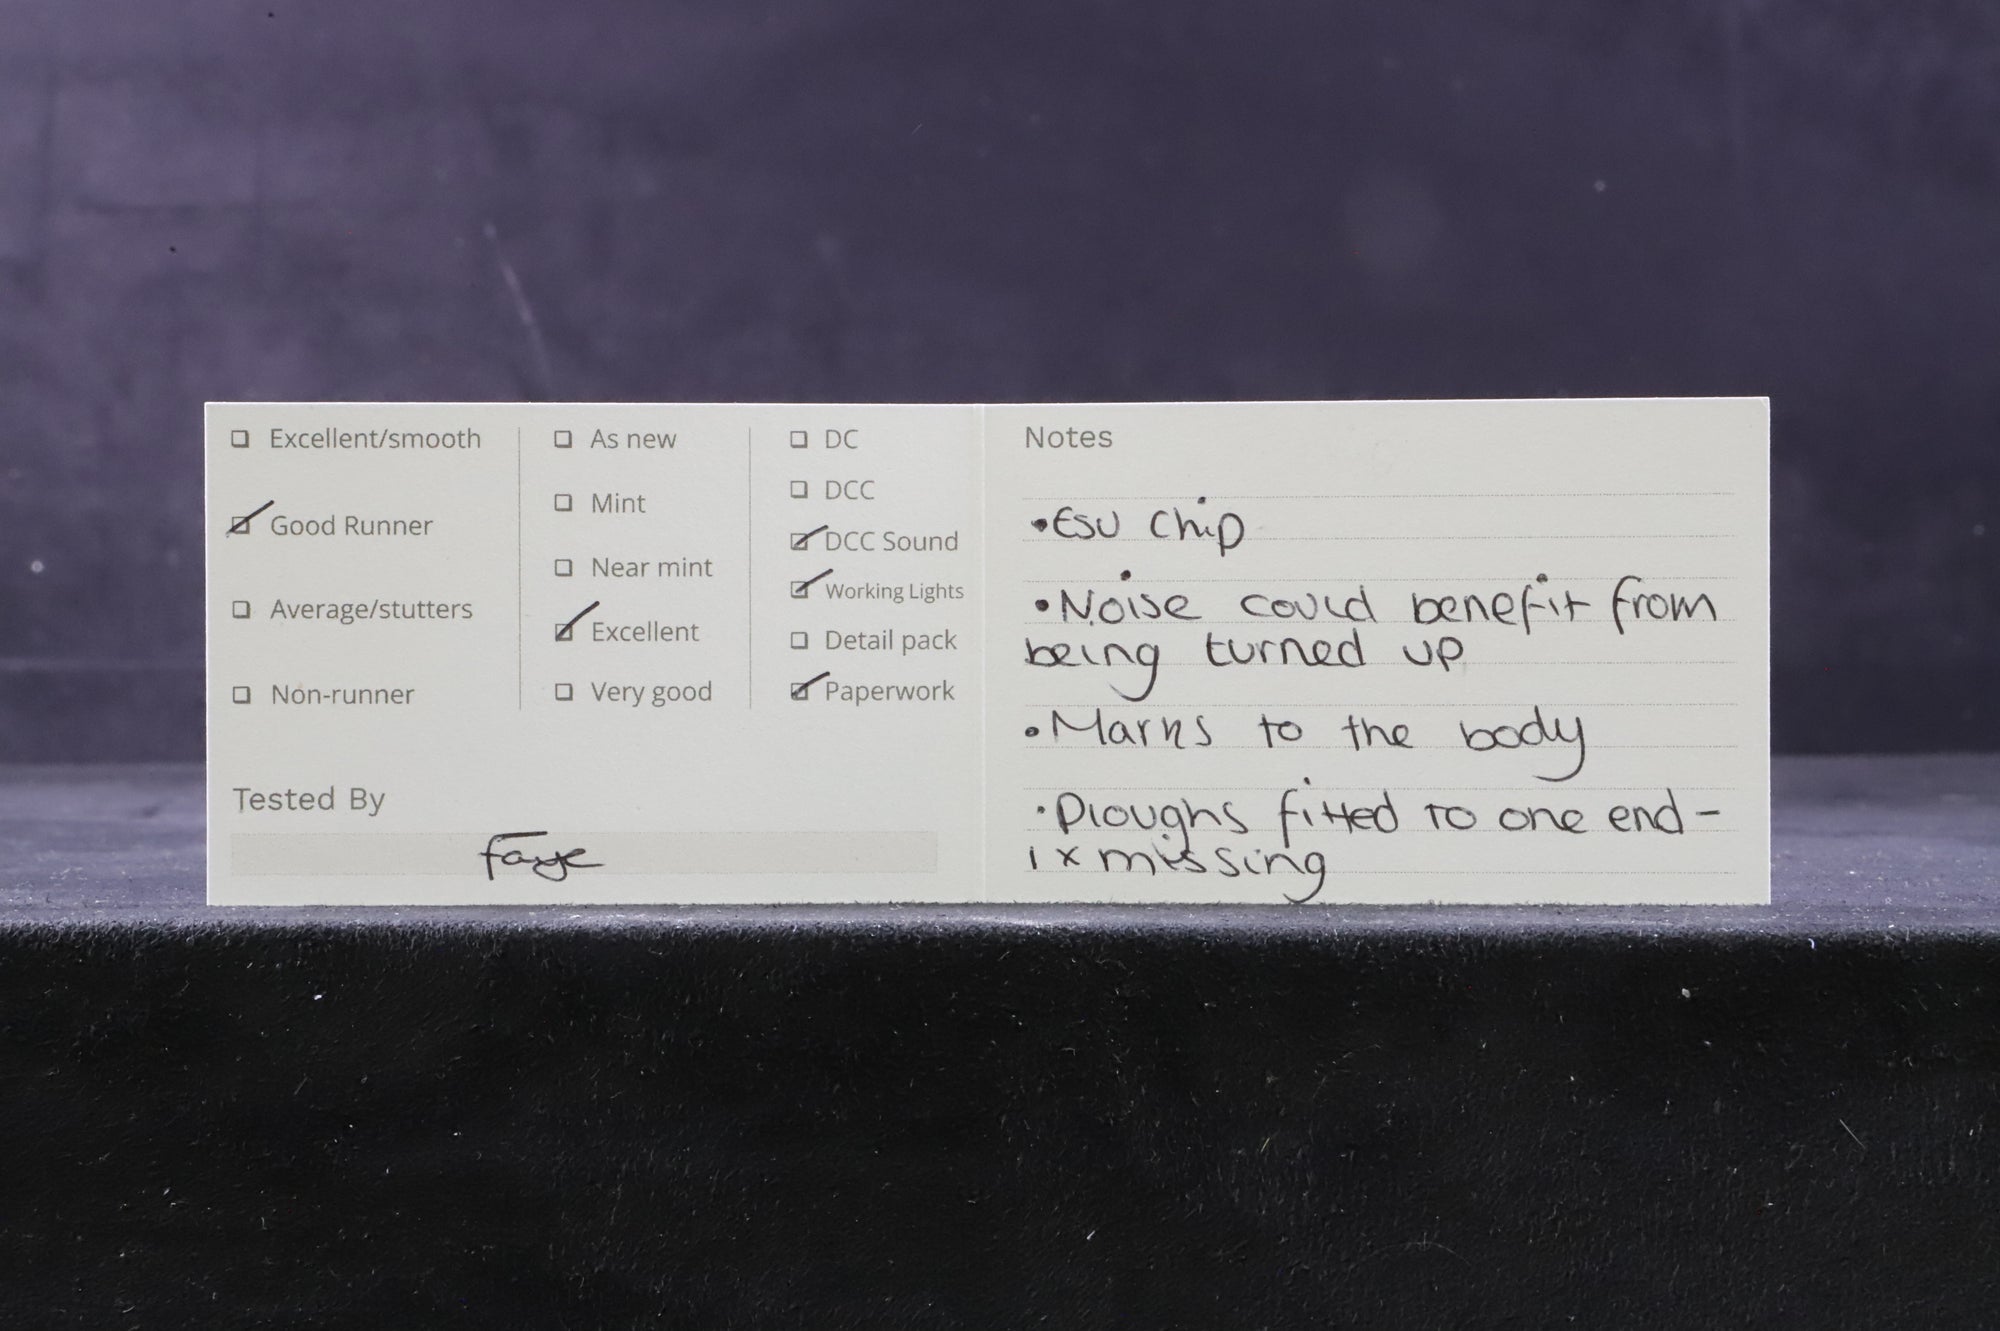 Excellent/smooth
Good Runner
Average/stutters
Non-runner
As new
Mint
Near mint
Excellent
Very good
DC
DCC
DCC Sound
Working Lights
Detail pack
Paperwork
Tested By
Faye
Notes
•ESU Chip
•Noise could benefit from
being turned up
•Marks to the body
•Ploughs fitted to one end -
1x missing